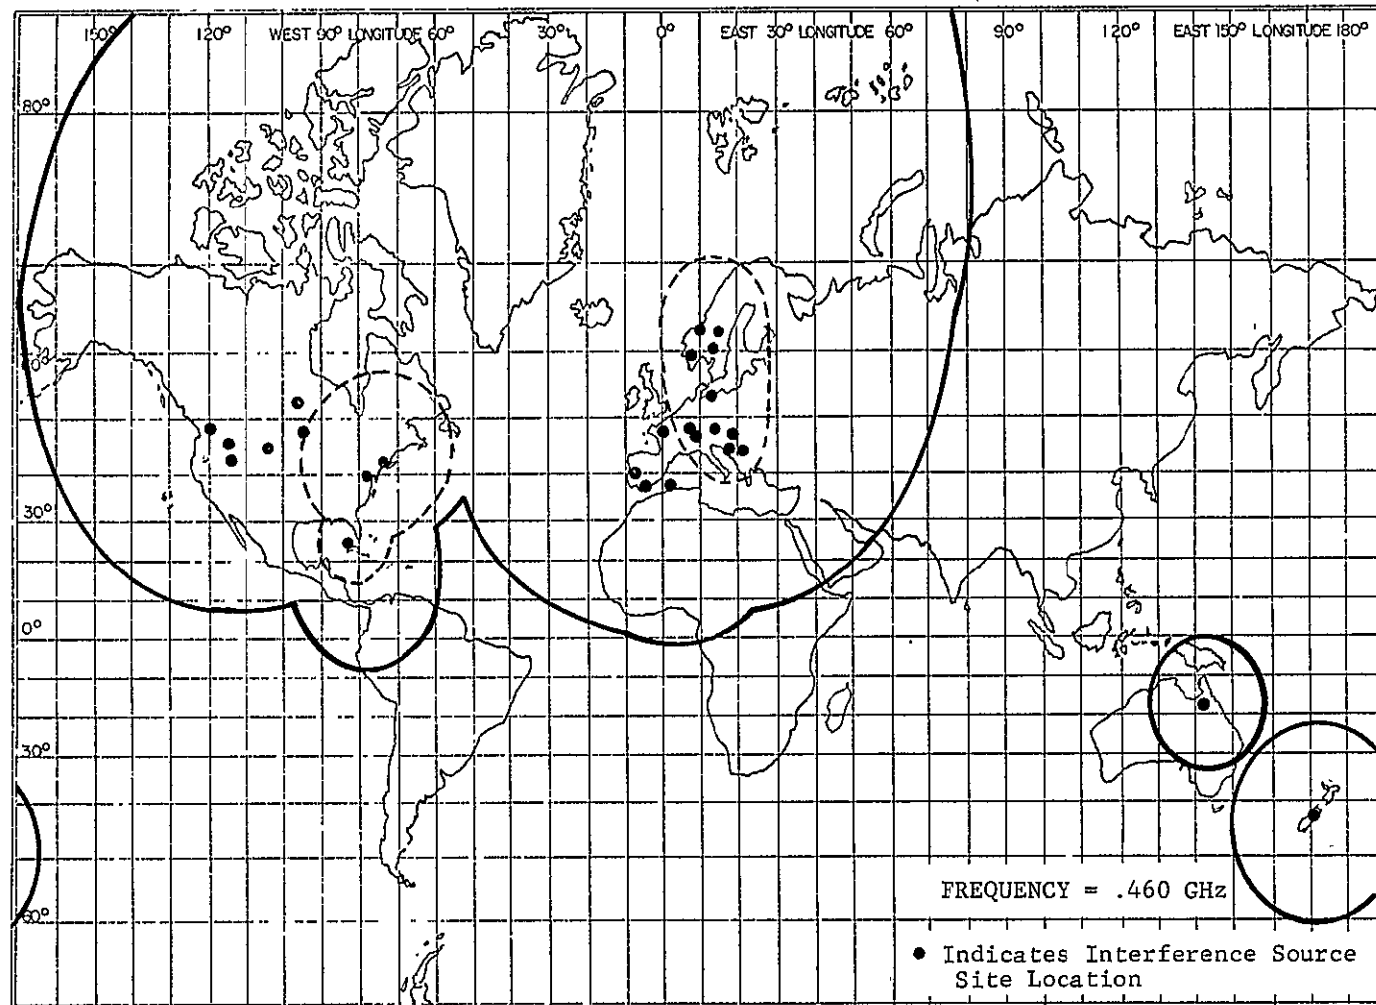 150° 120° WEST 90° LONGITUDE 60° 30° 0° EAST 30° LONGITUDE 60° 90° 120° EAST 150° LONGITUDE 180°
80°
30°
0°
30°
60°
FREQUENCY = .460 GHz
● Indicates Interference Source
Site Location